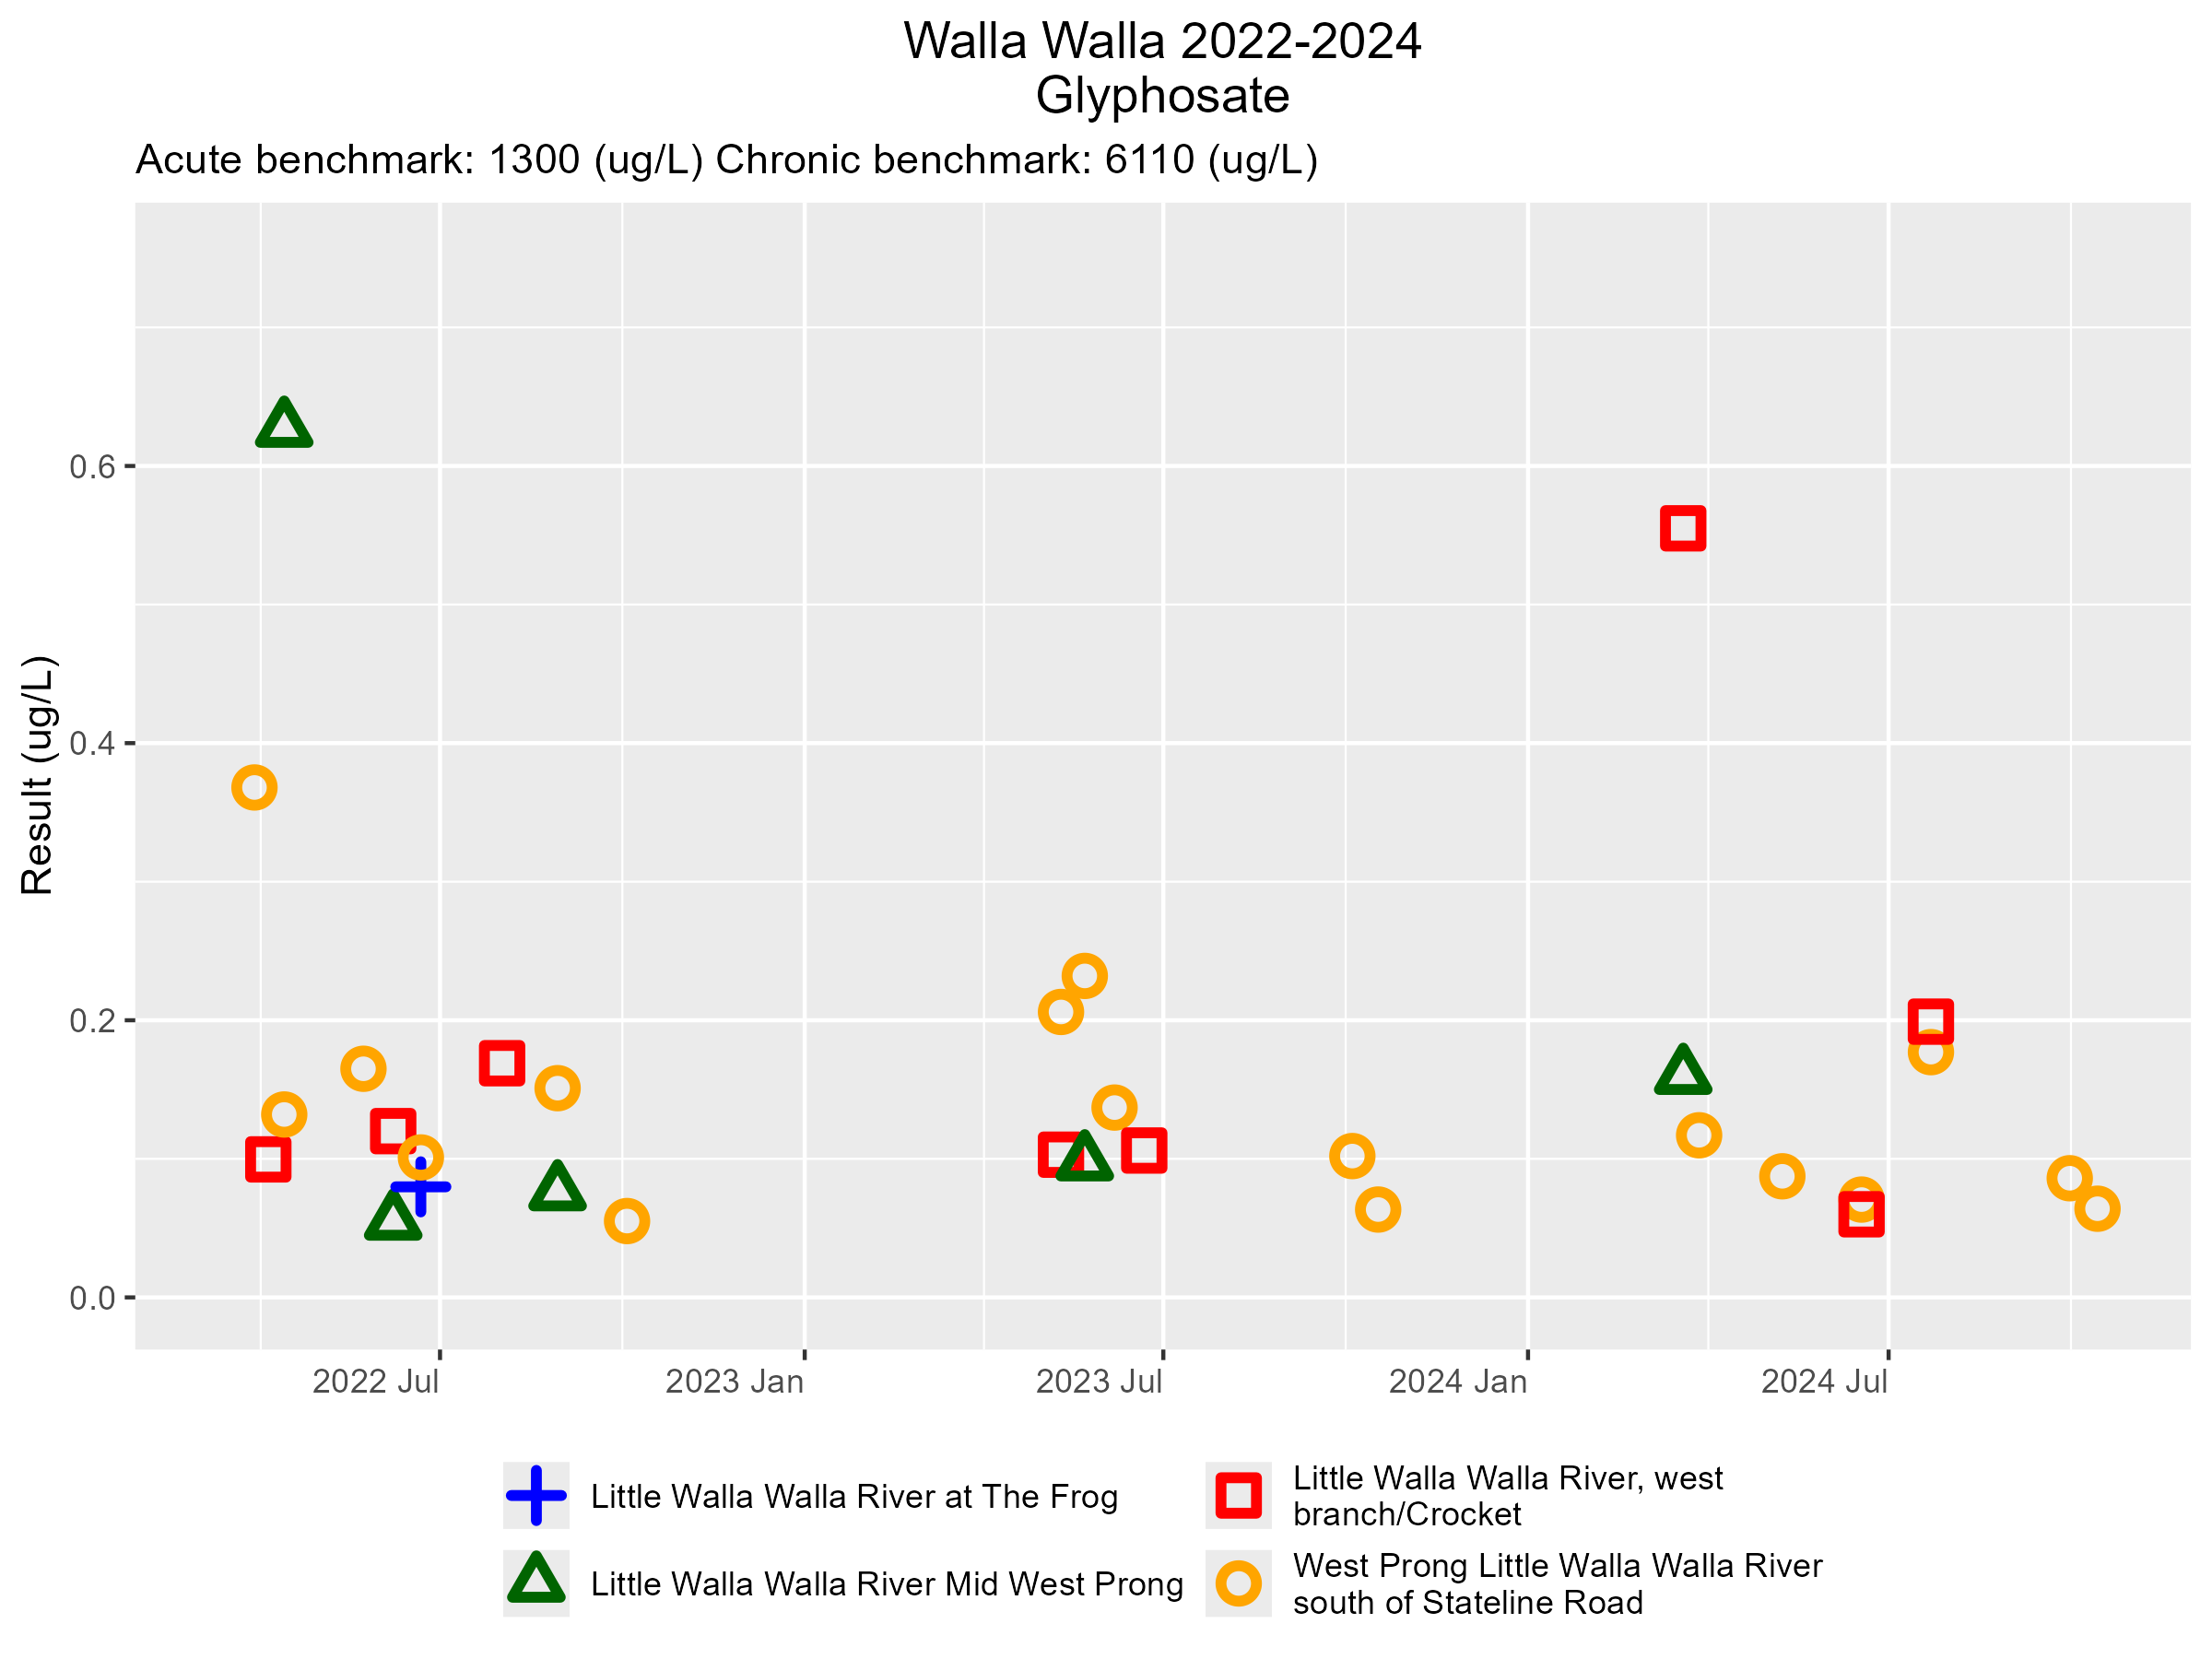 Walla Walla 2022-2024
Glyphosate
Acute benchmark: 1300 (ug/L) Chronic benchmark: 6110 (ug/L)
Result (ug/L)
0.6
0.4
0.2
0.0
2022 Jul
2023 Jan
2023 Jul
2024 Jan
2024 Jul
Little Walla Walla River at The Frog
Little Walla Walla River Mid West Prong
Little Walla Walla River, west
branch/Crocket
West Prong Little Walla Walla River
south of Stateline Road